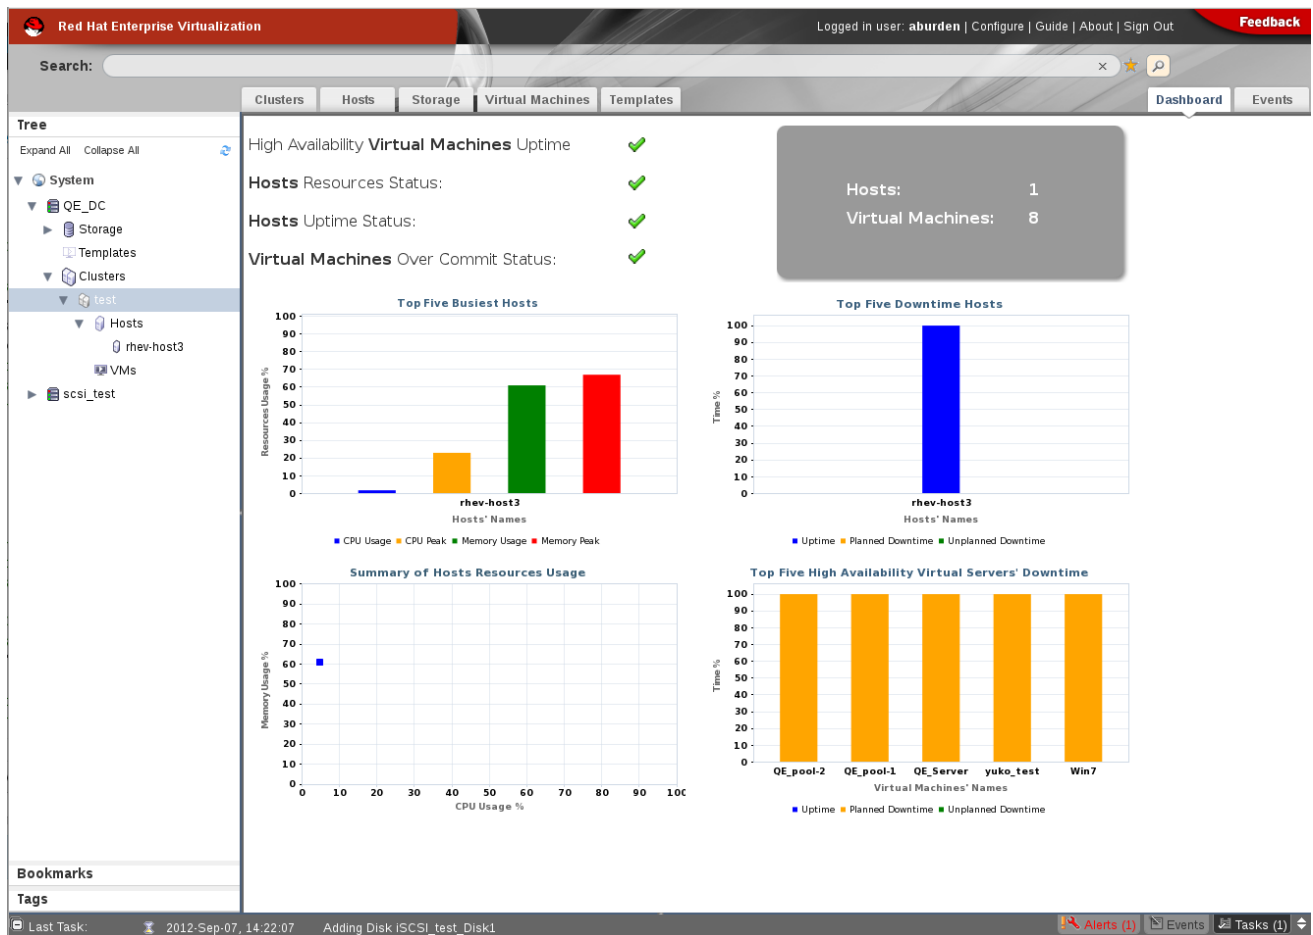 Red Hat Enterprise Virtualization
Logged in user: aburden | Configure | Guide | About | Sign Out
Feedback
Search:
Clusters Hosts Storage Virtual Machines Templates Dashboard Events
Tree
Expand All Collapse All
System
QE_DC
Storage
Templates
Clusters
test
Hosts
rhev-host3
VMs
scsi_test
Bookmarks
Tags
High Availability Virtual Machines Uptime
Hosts Resources Status:
Hosts Uptime Status:
Virtual Machines Over Commit Status:
Hosts: 1
Virtual Machines: 8
Top Five Busiest Hosts
Resources Usage %
100
90
80
70
60
50
40
30
20
10
0
rhev-host3
Hosts' Names
CPU Usage CPU Peak Memory Usage Memory Peak
Top Five Downtime Hosts
Time %
100
90
80
70
60
50
40
30
20
10
0
rhev-host3
Hosts' Names
Uptime Planned Downtime Unplanned Downtime
Summary of Hosts Resources Usage
Memory Usage %
100
90
80
70
60
50
40
30
20
10
0
0 10 20 30 40 50 60 70 80 90 100
CPU Usage %
Top Five High Availability Virtual Servers' Downtime
Time %
100
90
80
70
60
50
40
30
20
10
0
QE_pool-2 QE_pool-1 QE_Server yuko_test Win7
Virtual Machines' Names
Uptime Planned Downtime Unplanned Downtime
Last Task: 2012-Sep-07, 14:22:07 Adding Disk iSCSI_test_Disk1
Alerts (1) Events Tasks (1)